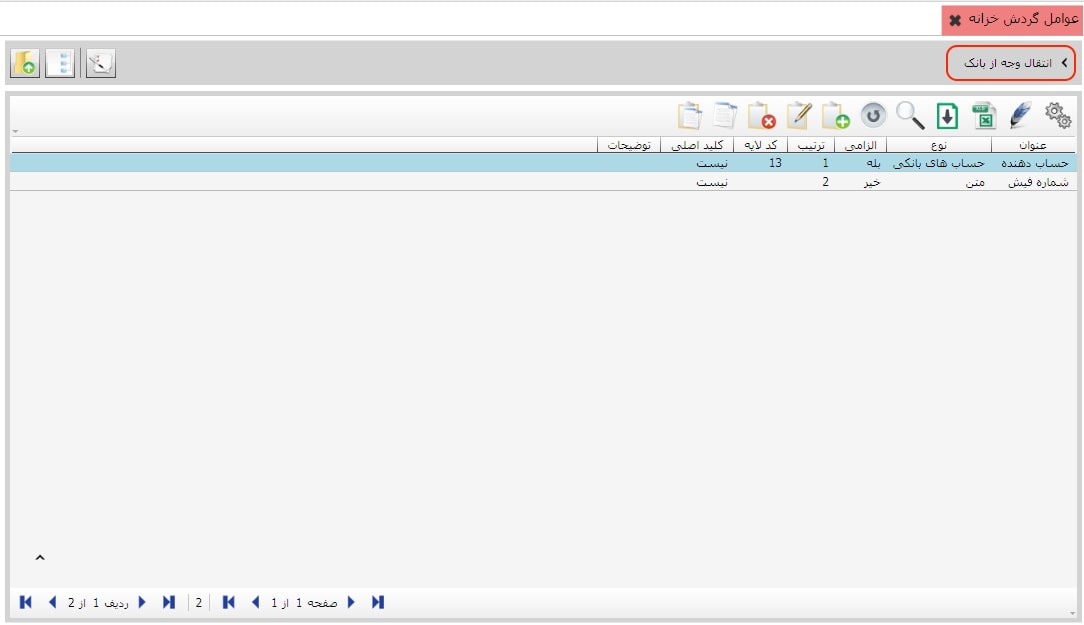 عوامل گردش خزانه
انتقال وجه از بانک
عنوان نوع الزامی ترتیب کد لایه کلید اصلی توضیحات
حساب دهنده حساب های بانکی بله 1 13 نیست
شماره فیش متن خیر 2 نیست
صفحه 1 از 1 2 ردیف 1 از 2